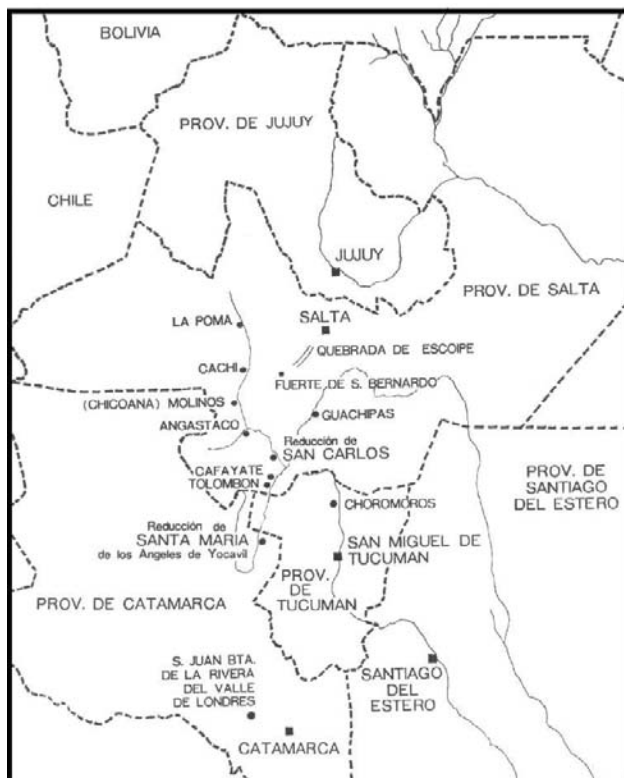 BOLIVIA
PROV. DE JUJUY
CHILE
JUJUY
PROV. DE SALTA
LA POMA
SALTA
QUEBRADA DE ESCOIPE
CACHI
FUERTE DE S. BERNARDO
(CHICOANA) MOLINOS
GUACHIPAS
ANGASTACO
Reducción de
SAN CARLOS
CAFAYATE
TOLOMBON
PROV. DE
SANTIAGO
DEL ESTERO
CHOROMOROS
Reducción de
SANTA MARIA
de los Angeles de Yocavil
SAN MIGUEL DE
TUCUMAN
PROV.
DE
TUCUMAN
PROV. DE CATAMARCA
S. JUAN BTA.
DE LA RIVERA
DEL VALLE
DE LONDRES
SANTIAGO
DEL
ESTERO
CATAMARCA